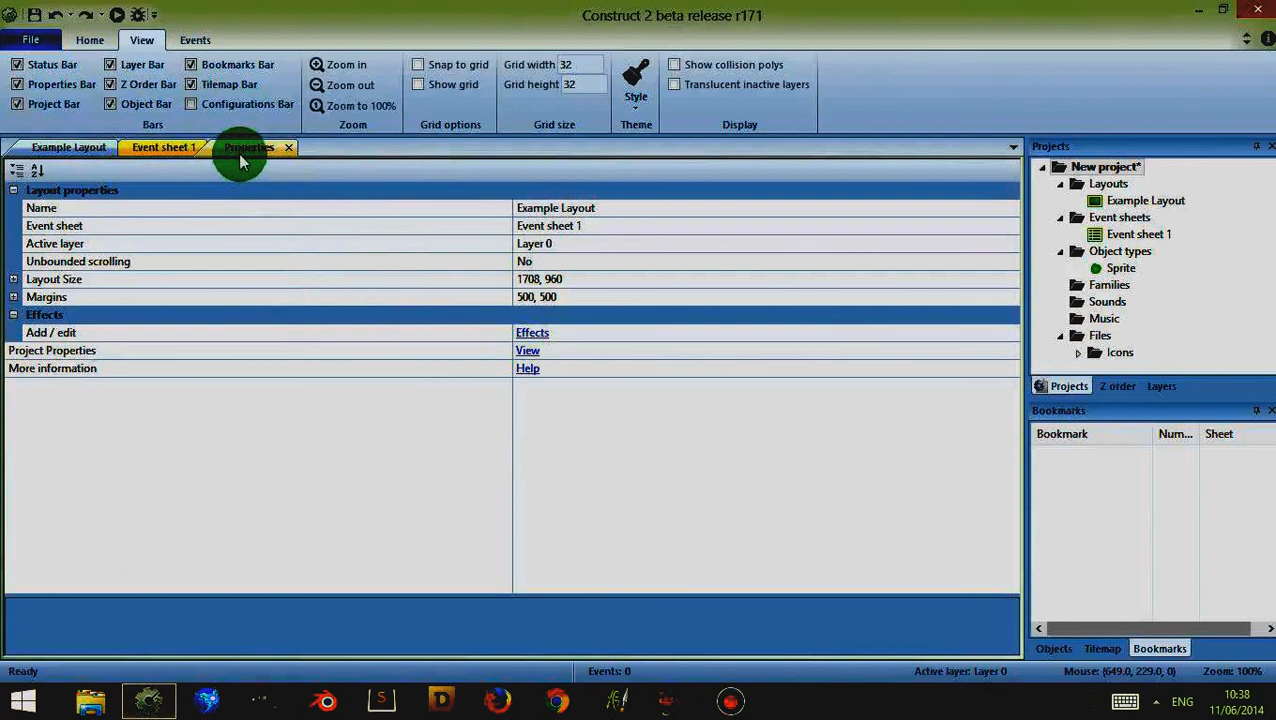 Construct 2 beta release r171
File Home View Events
Status Bar Layer Bar Bookmarks Bar Zoom in Snap to grid Grid width 32 Show collision polys
Properties Bar Z Order Bar Tilemap Bar Zoom out Show grid Grid height 32 Translucent inactive layers
Project Bar Object Bar Configurations Bar Zoom to 100% Style
Bars Zoom Grid options Grid size Theme Display
Example Layout Event sheet 1 Properties
Layout properties
Name Example Layout
Event sheet Event sheet 1
Active layer Layer 0
Unbounded scrolling No
Layout Size 1708, 960
Margins 500, 500
Effects
Add / edit Effects
Project Properties View
More information Help
Projects
New project*
Layouts
Example Layout
Event sheets
Event sheet 1
Object types
Sprite
Families
Sounds
Music
Files
Icons
Projects Z order Layers
Bookmarks
Bookmark Num... Sheet
Objects Tilemap Bookmarks
Ready Events: 0 Active layer: Layer 0 Mouse: (649.0, 229.0, 0) Zoom: 100%
S D ENG 10:38
11/06/2014